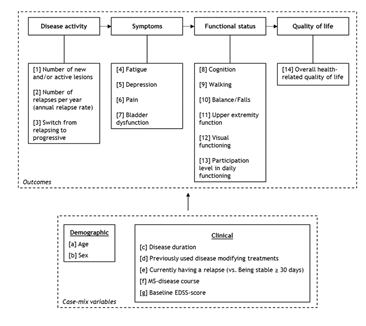 Disease activity
Symptoms
Functional status
Quality of life
[1] Number of new
and/or active lesions
[2] Number of
relapses per year
(annual relapse rate)
[3] Switch from
relapsing to
progressive
[4] Fatigue
[5] Depression
[6] Pain
[7] Bladder
dysfunction
[8] Cognition
[9] Walking
[10] Balance/Falls
[11] Upper extremity
function
[12] Visual
functioning
[13] Participation
level in daily
functioning
[14] Overall health-
related quality of life
Outcomes
Demographic
[a] Age
[b] Sex
Clinical
[c] Disease duration
[d] Previously used disease modifying treatments
[e] Currently having a relapse (vs. Being stable ≥ 30 days)
[f] MS-disease course
[g] Baseline EDSS-score
Case-mix variables